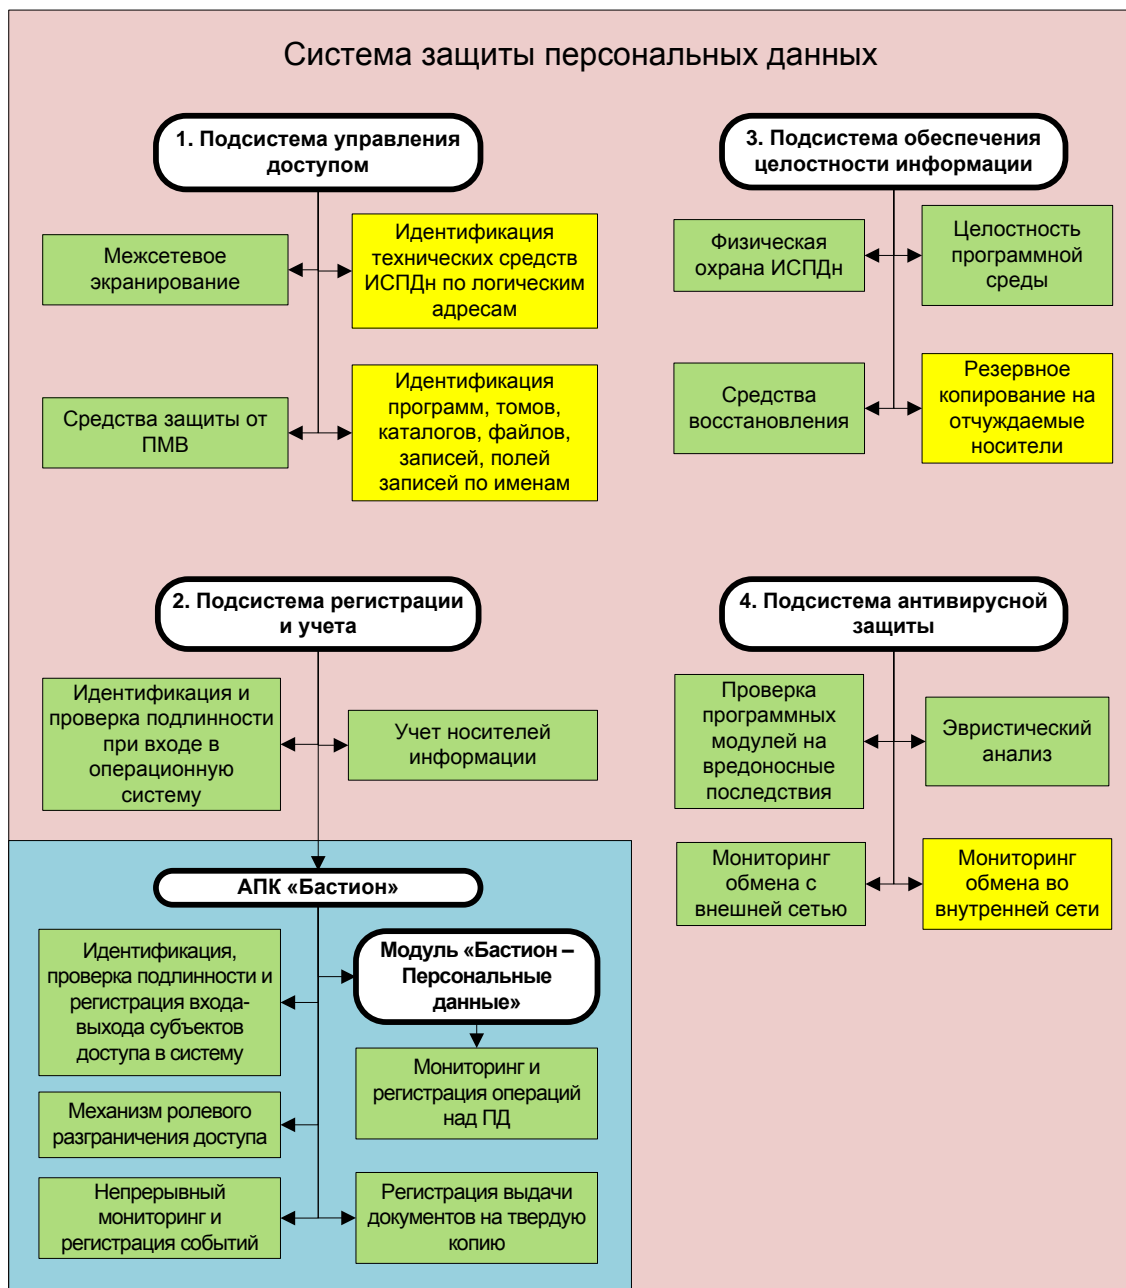 Система защиты персональных данных
1. Подсистема управления
доступом
Межсетевое
экранирование
Идентификация
технических средств
ИСПДн по логическим
адресам
Средства защиты от
ПМВ
Идентификация
программ, томов,
каталогов, файлов,
записей, полей
записей по именам
3. Подсистема обеспечения
целостности информации
Физическая
охрана ИСПДн
Целостность
программной
среды
Средства
восстановления
Резервное
копирование на
отчуждаемые
носители
2. Подсистема регистрации
и учета
Идентификация и
проверка подлинности
при входе в
операционную
систему
Учет носителей
информации
4. Подсистема антивирусной
защиты
Проверка
программных
модулей на
вредоносные
последствия
Эвристический
анализ
Мониторинг
обмена с
внешней сетью
Мониторинг
обмена во
внутренней сети
АПК «Бастион»
Идентификация,
проверка подлинности и
регистрация входа-
выхода субъектов
доступа в систему
Модуль «Бастион –
Персональные
данные»
Мониторинг и
регистрация операций
над ПД
Механизм ролевого
разграничения доступа
Непрерывный
мониторинг и
регистрация событий
Регистрация выдачи
документов на твердую
копию